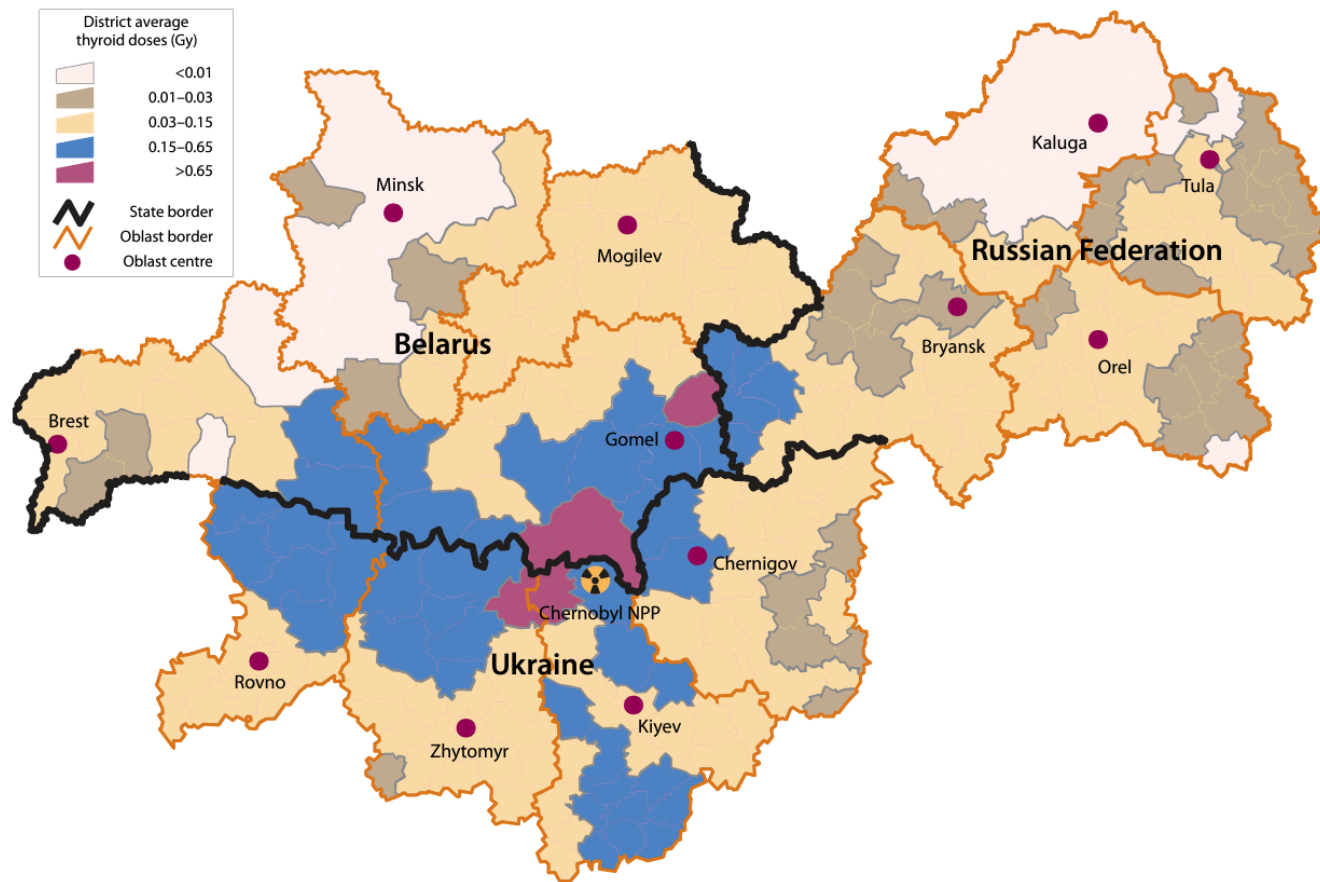 District average
thyroid doses (Gy)
<0.01
0.01–0.03
0.03–0.15
0.15–0.65
>0.65
State border
Oblast border
Oblast centre
Kaluga
Tula
Minsk
Mogilev
Russian Federation
Belarus
Bryansk
Orel
Brest
Gomel
Chernigov
Chernobyl NPP
Ukraine
Rovno
Kiyev
Zhytomyr